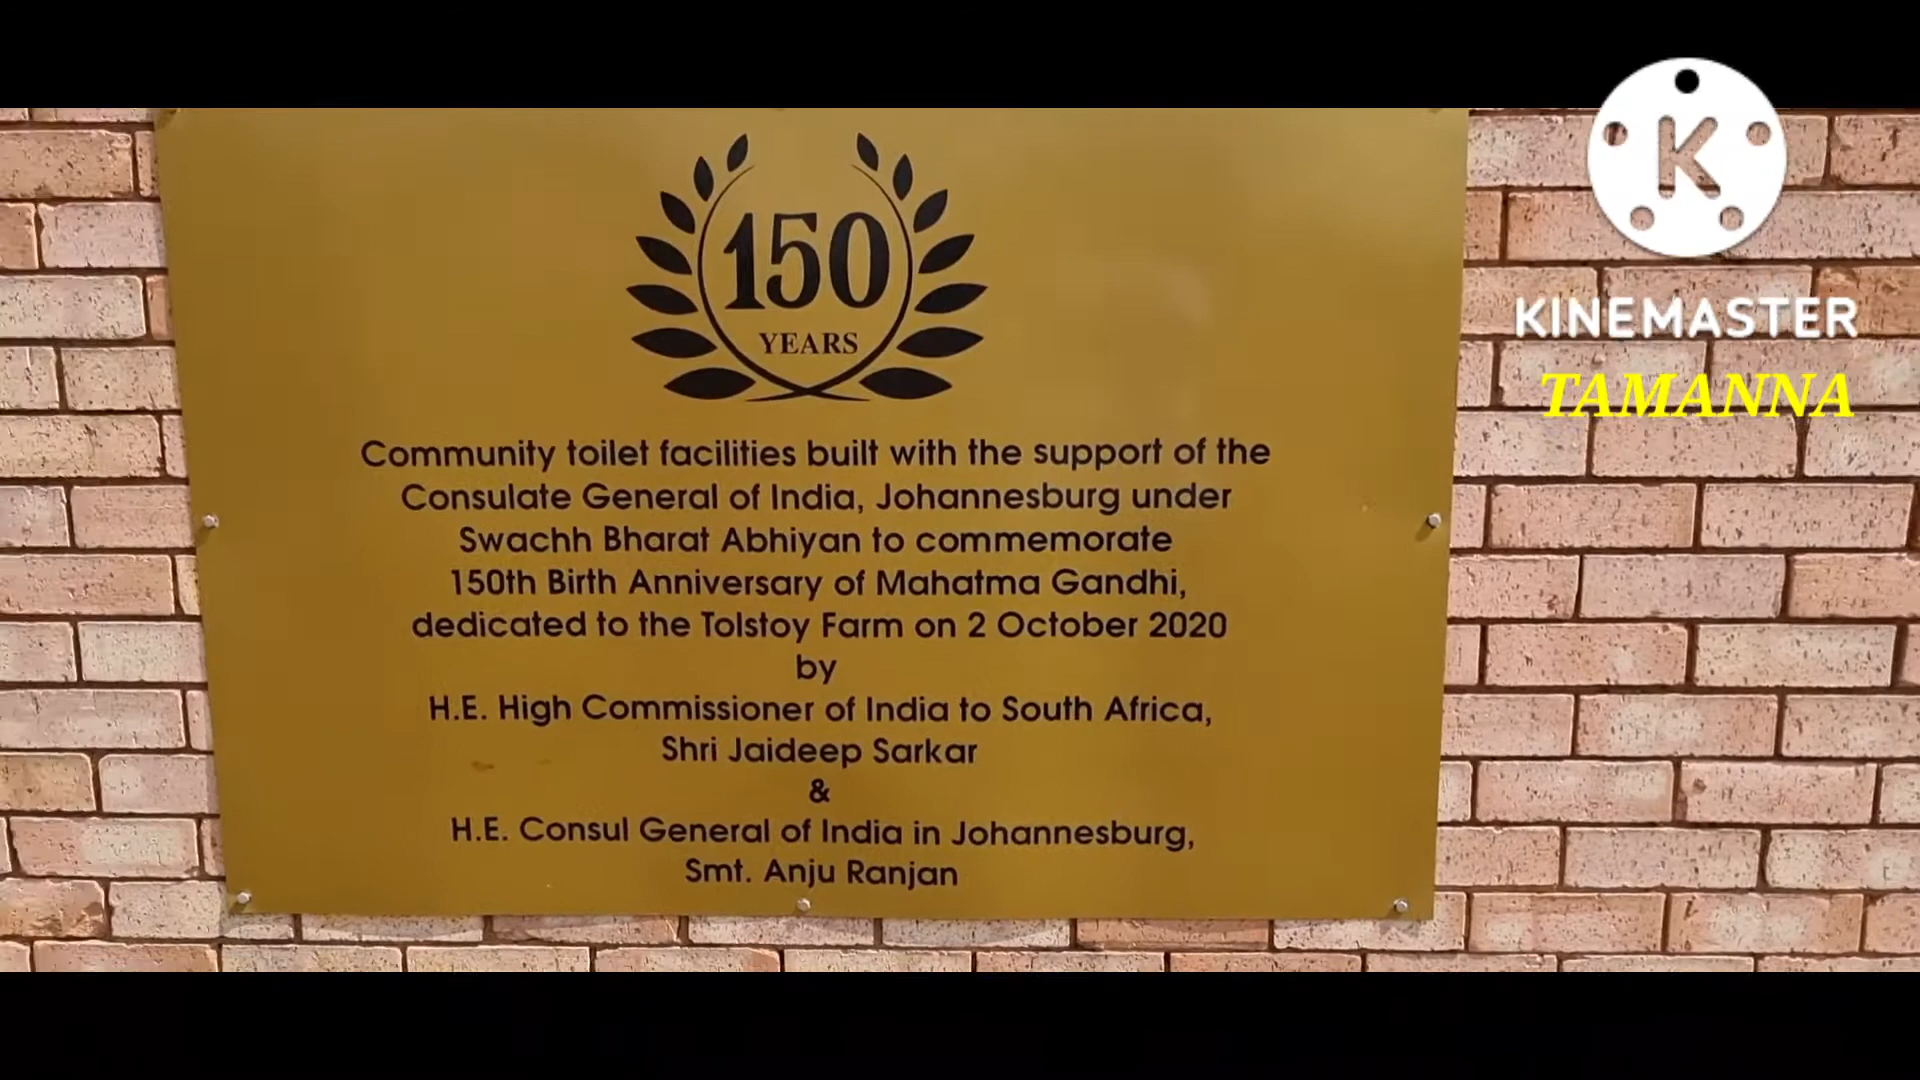 150
YEARS
Community toilet facilities built with the support of the
Consulate General of India, Johannesburg under
Swachh Bharat Abhiyan to commemorate
150th Birth Anniversary of Mahatma Gandhi,
dedicated to the Tolstoy Farm on 2 October 2020
by
H.E. High Commissioner of India to South Africa,
Shri Jaideep Sarkar
&
H.E. Consul General of India in Johannesburg,
Smt. Anju Ranjan
K
KINEMASTER
TAMANNA